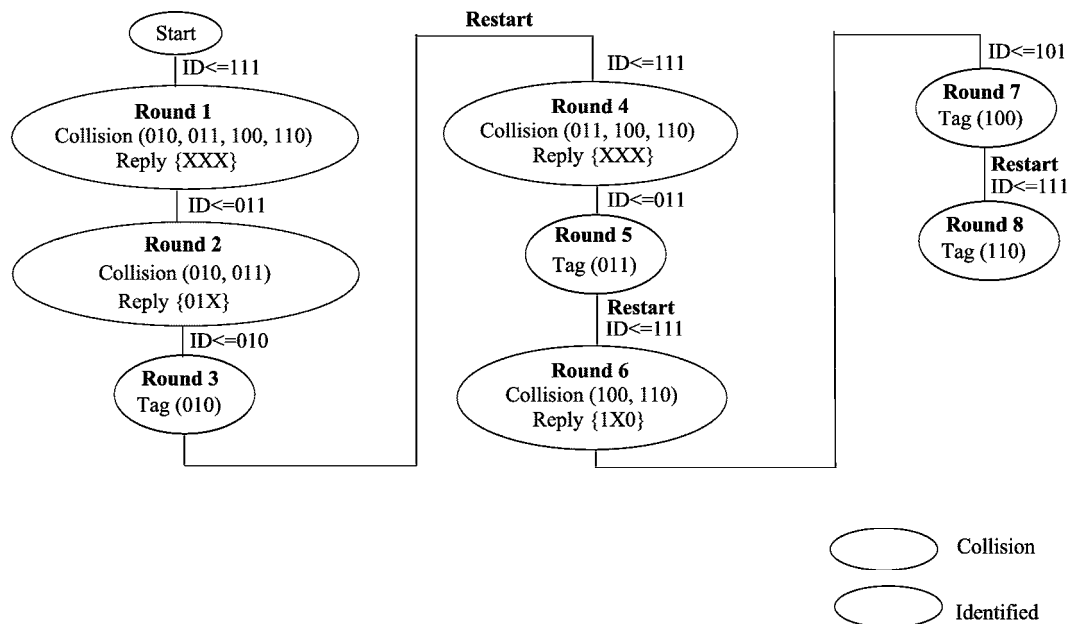 Start
ID<=111
Round 1
Collision (010, 011, 100, 110)
Reply {XXX}
ID<=011
Round 2
Collision (010, 011)
Reply {01X}
ID<=010
Round 3
Tag (010)
Restart
ID<=111
Round 4
Collision (011, 100, 110)
Reply {XXX}
ID<=011
Round 5
Tag (011)
Restart
ID<=111
Round 6
Collision (100, 110)
Reply {1X0}
ID<=101
Round 7
Tag (100)
Restart
ID<=111
Round 8
Tag (110)
Collision
Identified